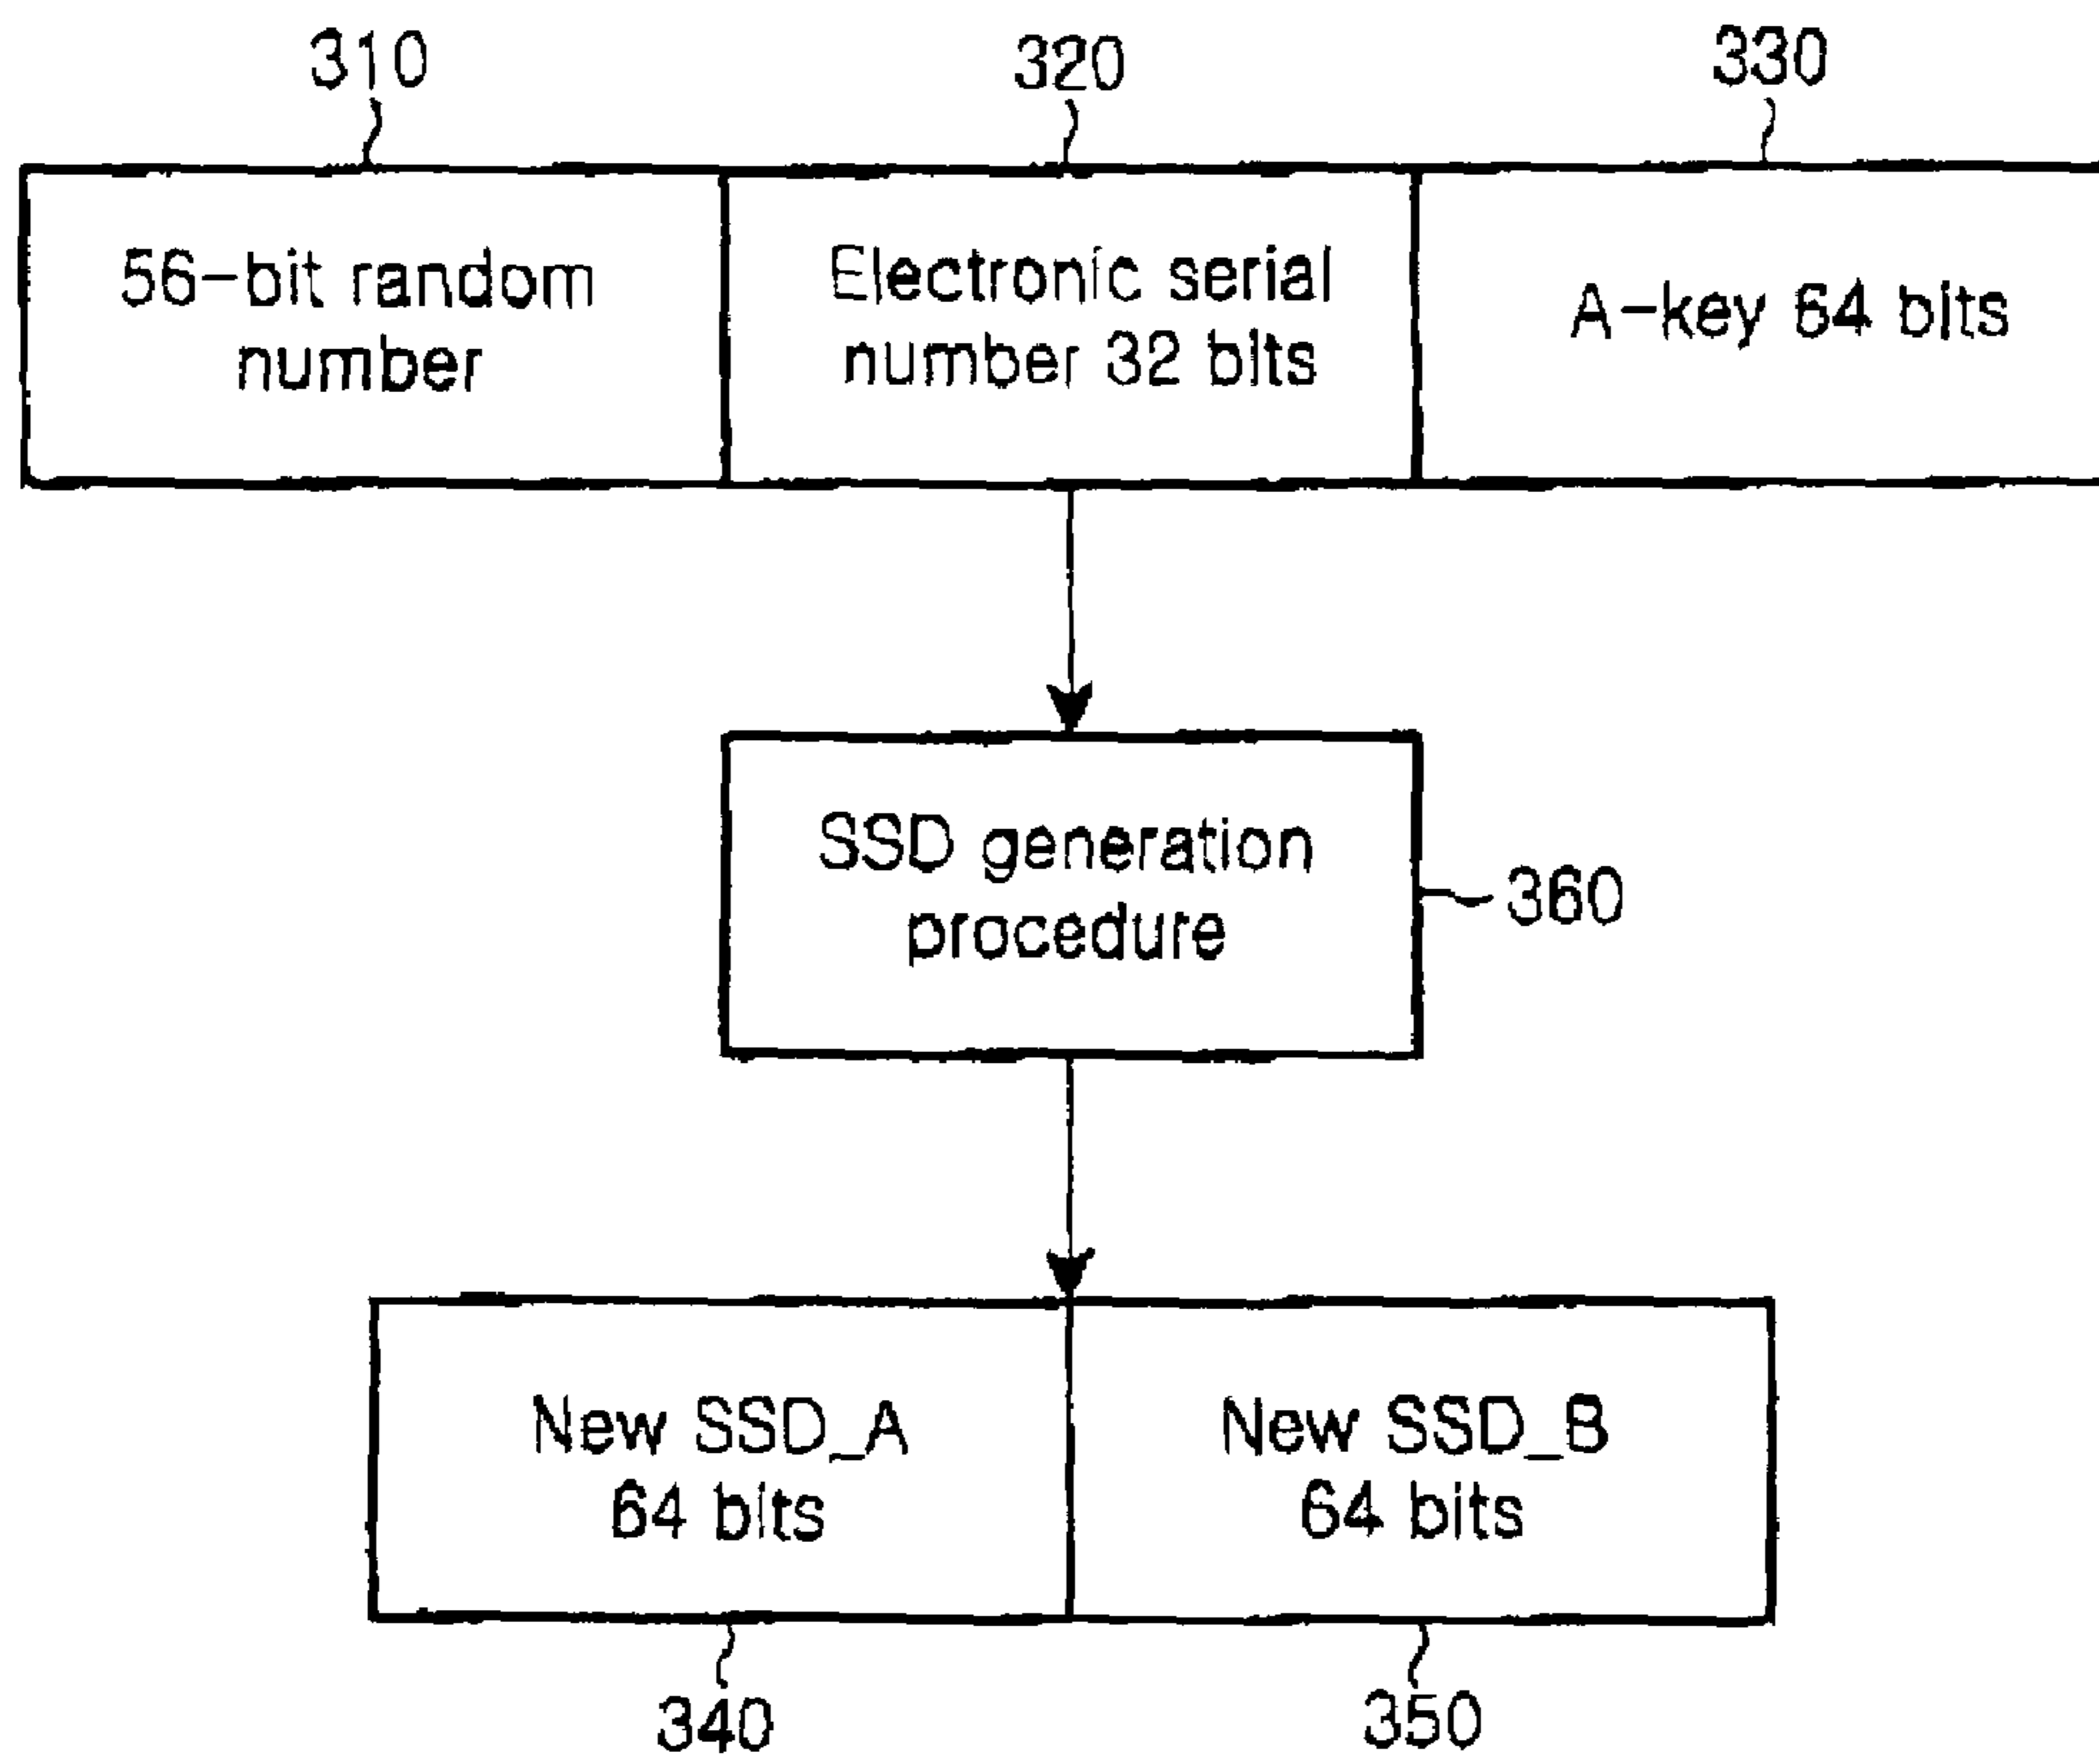 310
320
330
56-bit random
number
Electronic serial
number 32 bits
A-key 64 bits
SSD generation
procedure
360
New SSD_A
64 bits
New SSD_B
64 bits
340
350